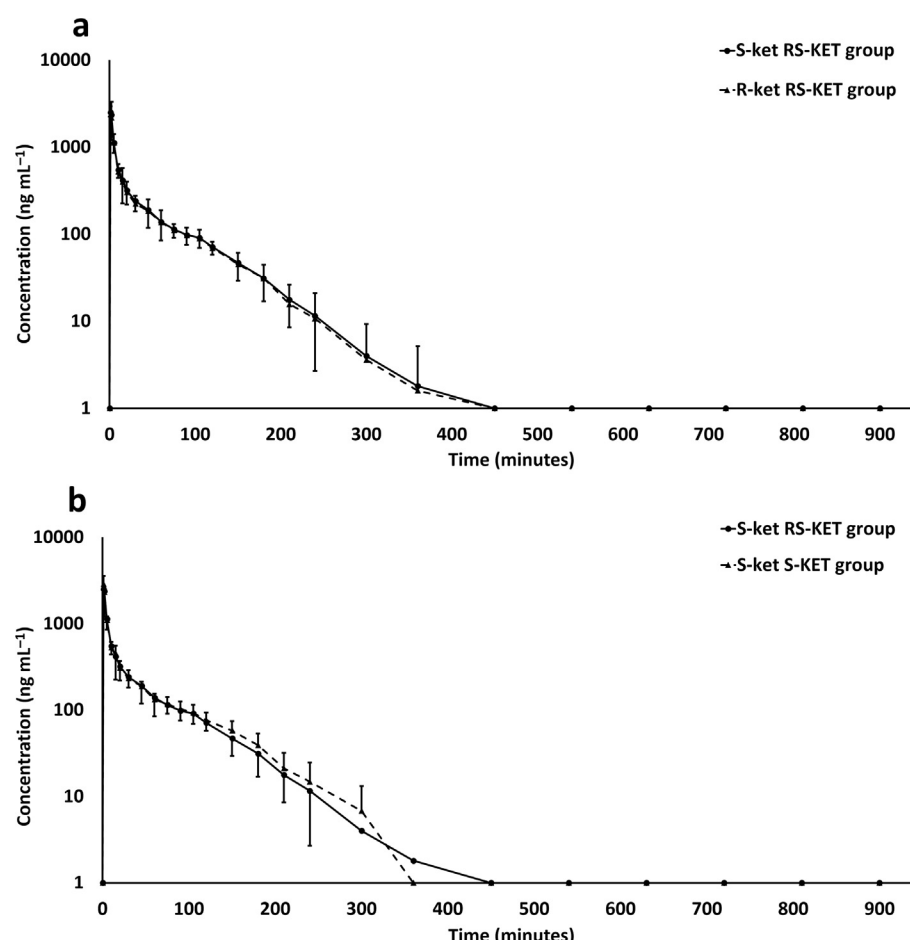 a
S-ket RS-KET group
R-ket RS-KET group
10000
1000
100
10
1
Concentration (ng mL⁻¹)
0 100 200 300 400 500 600 700 800 900
Time (minutes)
b
S-ket RS-KET group
S-ket S-KET group
10000
1000
100
10
1
Concentration (ng mL⁻¹)
0 100 200 300 400 500 600 700 800 900
Time (minutes)